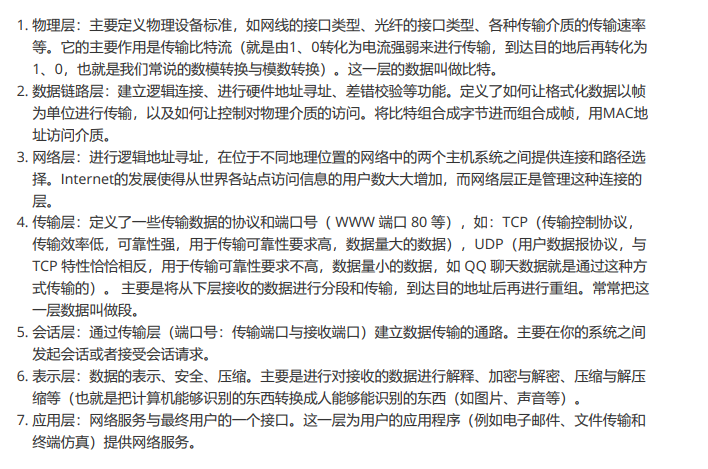 1. 物理层：主要定义物理设备标准，如网线的接口类型、光纤的接口类型、各种传输介质的传输速率
等。它的主要作用是传输比特流（就是由1、0转化为电流强弱来进行传输，到达目的地后再转化为
1、0，也就是我们常说的数模转换与模数转换）。这一层的数据叫做比特。
2. 数据链路层：建立逻辑连接、进行硬件地址寻址、差错校验等功能。定义了如何让格式化数据以帧
为单位进行传输，以及如何让控制对物理介质的访问。将比特组合成字节进而组合成帧，用MAC地
址访问介质。
3. 网络层：进行逻辑地址寻址，在位于不同地理位置的网络中的两个主机系统之间提供连接和路径选
择。Internet的发展使得从世界各站点访问信息的用户数大大增加，而网络层正是管理这种连接的
层。
4. 传输层：定义了一些传输数据的协议和端口号（ WWW 端口 80 等），如：TCP（传输控制协议，
传输效率低，可靠性强，用于传输可靠性要求高，数据量大的数据），UDP（用户数据报协议，与
TCP 特性恰恰相反，用于传输可靠性要求不高，数据量小的数据，如 QQ 聊天数据就是通过这种方
式传输的）。 主要是将从下层接收的数据进行分段和传输，到达目的地址后再进行重组。常常把这
一层数据叫做段。
5. 会话层：通过传输层（端口号：传输端口与接收端口）建立数据传输的通路。主要在你的系统之间
发起会话或者接受会话请求。
6. 表示层：数据的表示、安全、压缩。主要是进行对接收的数据进行解释、加密与解密、压缩与解压
缩等（也就是把计算机能够识别的东西转换成人能够能识别的东西（如图片、声音等）。
7. 应用层：网络服务与最终用户的一个接口。这一层为用户的应用程序（例如电子邮件、文件传输和
终端仿真）提供网络服务。